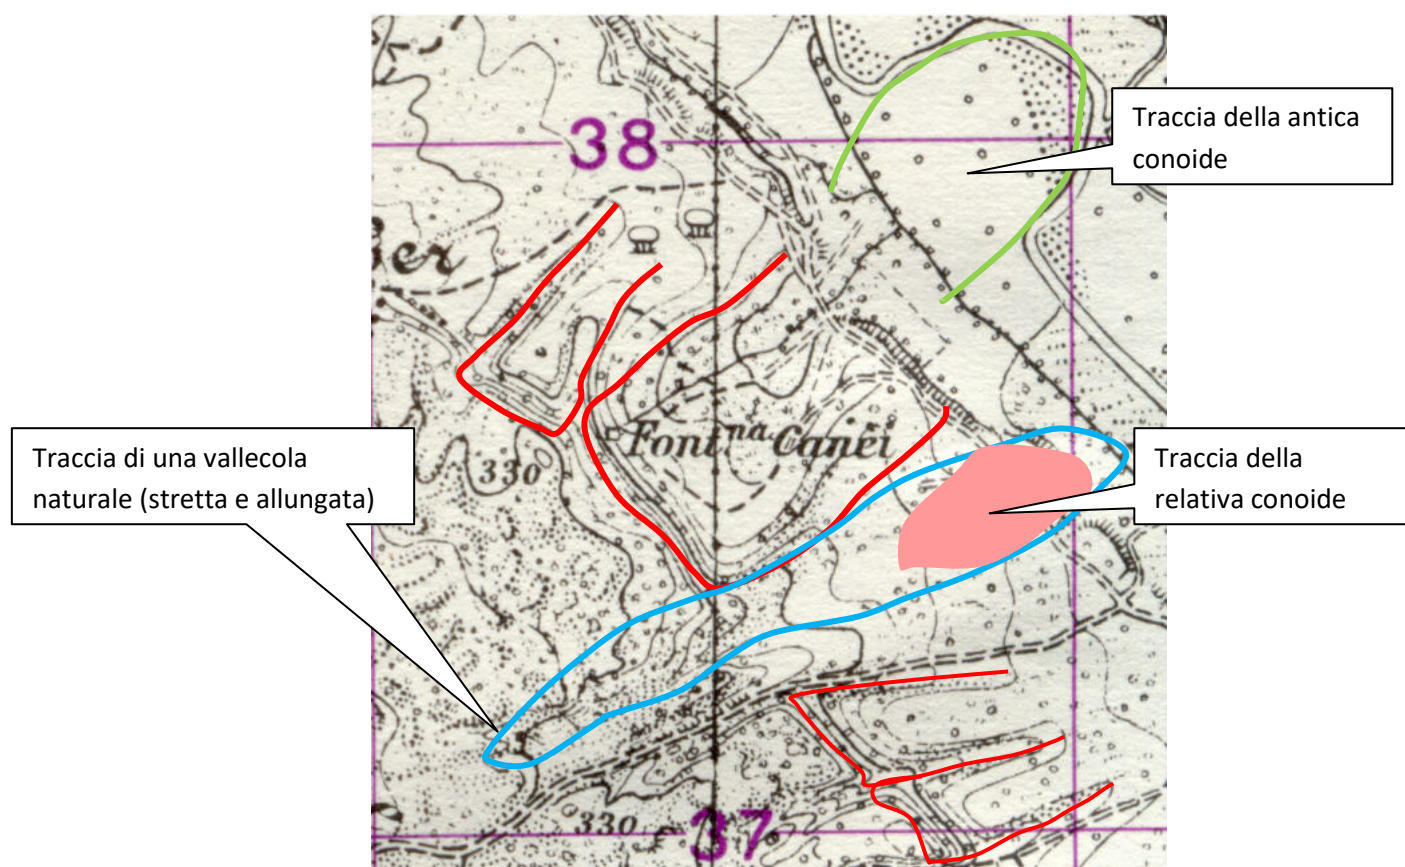 Traccia della antica
conoide
38
ber
Font.na Canei
330
Traccia di una vallecola
naturale (stretta e allungata)
Traccia della
relativa conoide
330
37